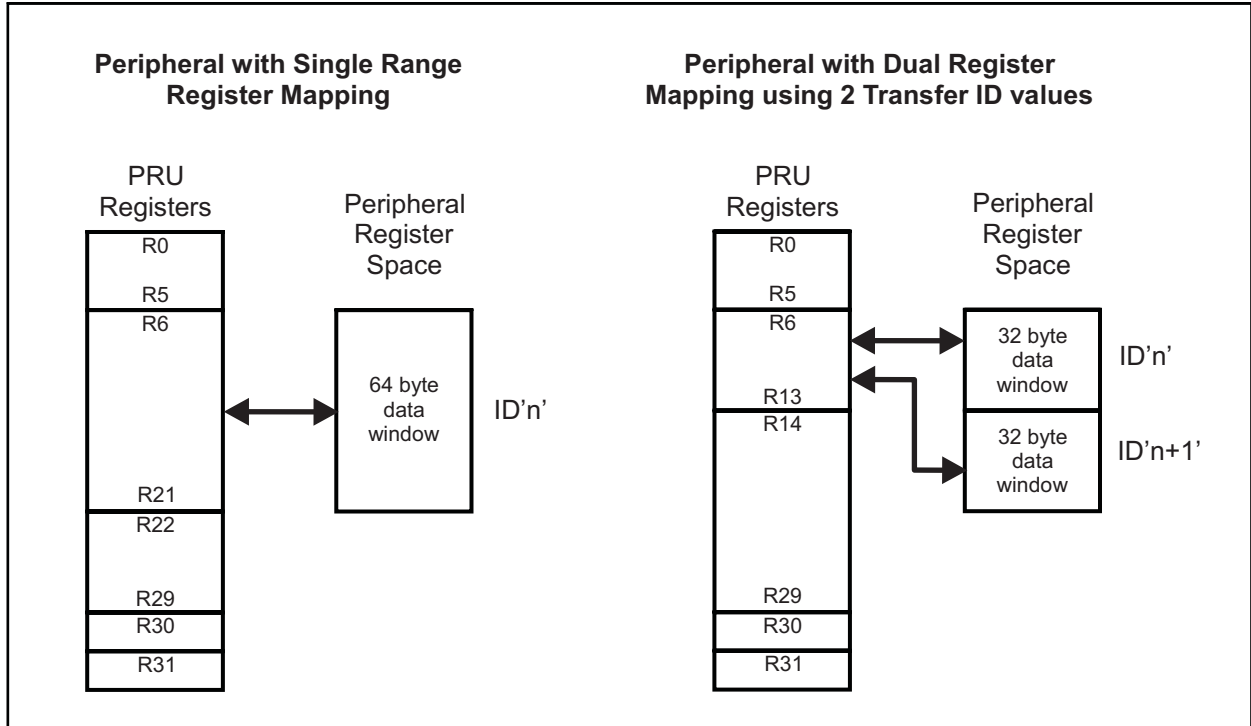 Peripheral with Single Range
Register Mapping
PRU
Registers
Peripheral
Register
Space
R0
R5
R6
R21
R22
R29
R30
R31
64 byte
data
window
ID’n’
Peripheral with Dual Register
Mapping using 2 Transfer ID values
PRU
Registers
Peripheral
Register
Space
R0
R5
R6
R13
R14
R29
R30
R31
32 byte
data
window
ID’n’
32 byte
data
window
ID’n+1’